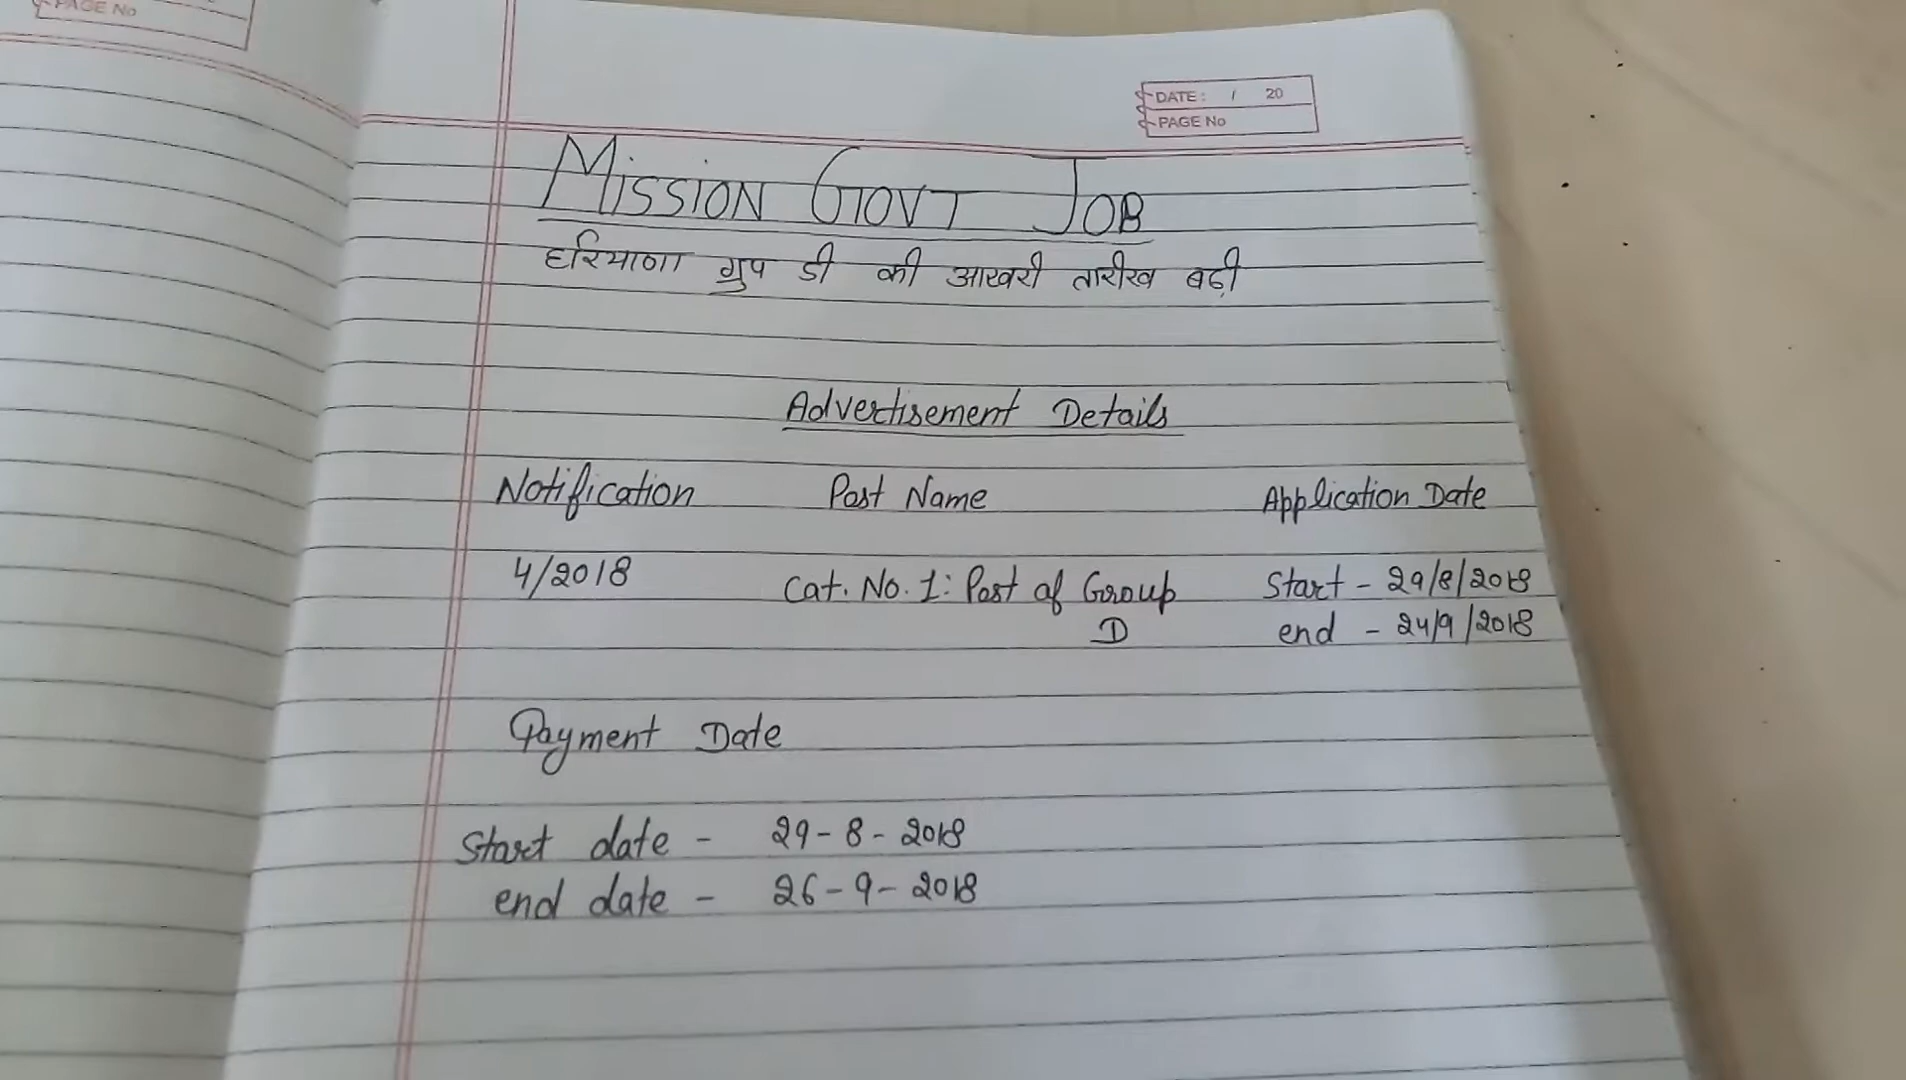 PAGE No
DATE: / 20
PAGE No
MISSION GOVT JOB
हरियाणा ग्रुप डी की आखरी तारीख बढ़ी
Advertisement Details
Notification Post Name Application Date
4/2018 Cat. No. 1: Post of Group Start - 29/8/2018
D end - 24/9/2018
Payment Date
Start date - 29-8-2018
end date - 26-9-2018